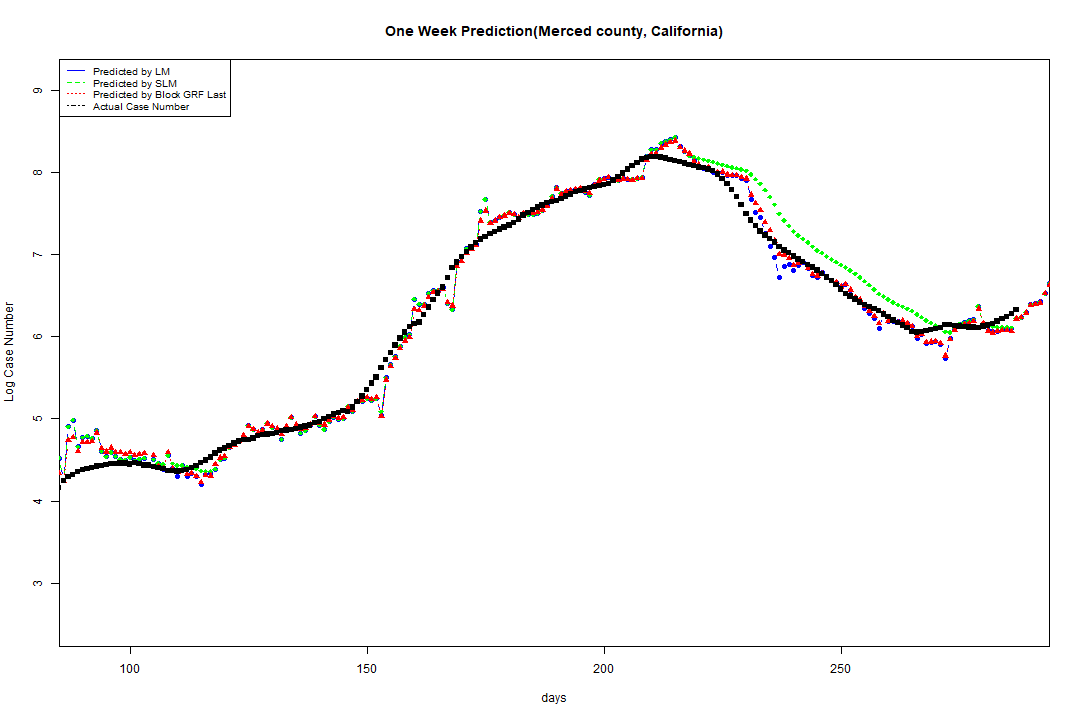 One Week Prediction(Merced county, California)
Predicted by LM
Predicted by SLM
Predicted by Block GRF Last
Actual Case Number
9
8
7
6
5
4
3
Log Case Number
100 150 200 250
days